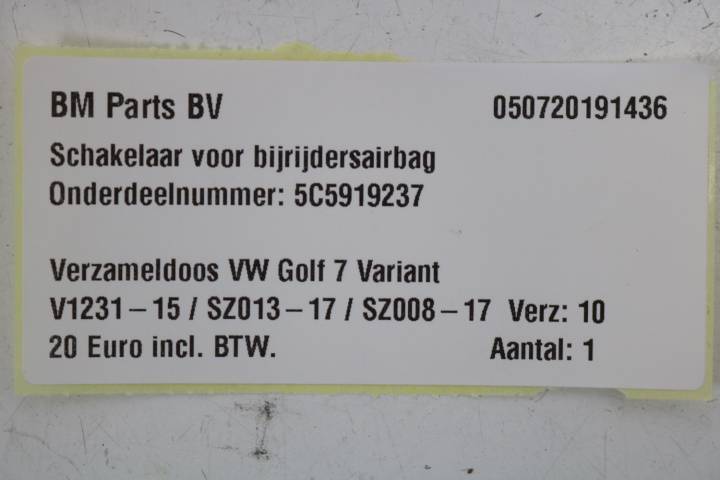 BM Parts BV 050720191436
Schakelaar voor bijrijdersairbag
Onderdeelnummer: 5C5919237
Verzameldoos VW Golf 7 Variant
V1231-15 / SZ013-17 / SZ008-17 Verz: 10
20 Euro incl. BTW. Aantal: 1